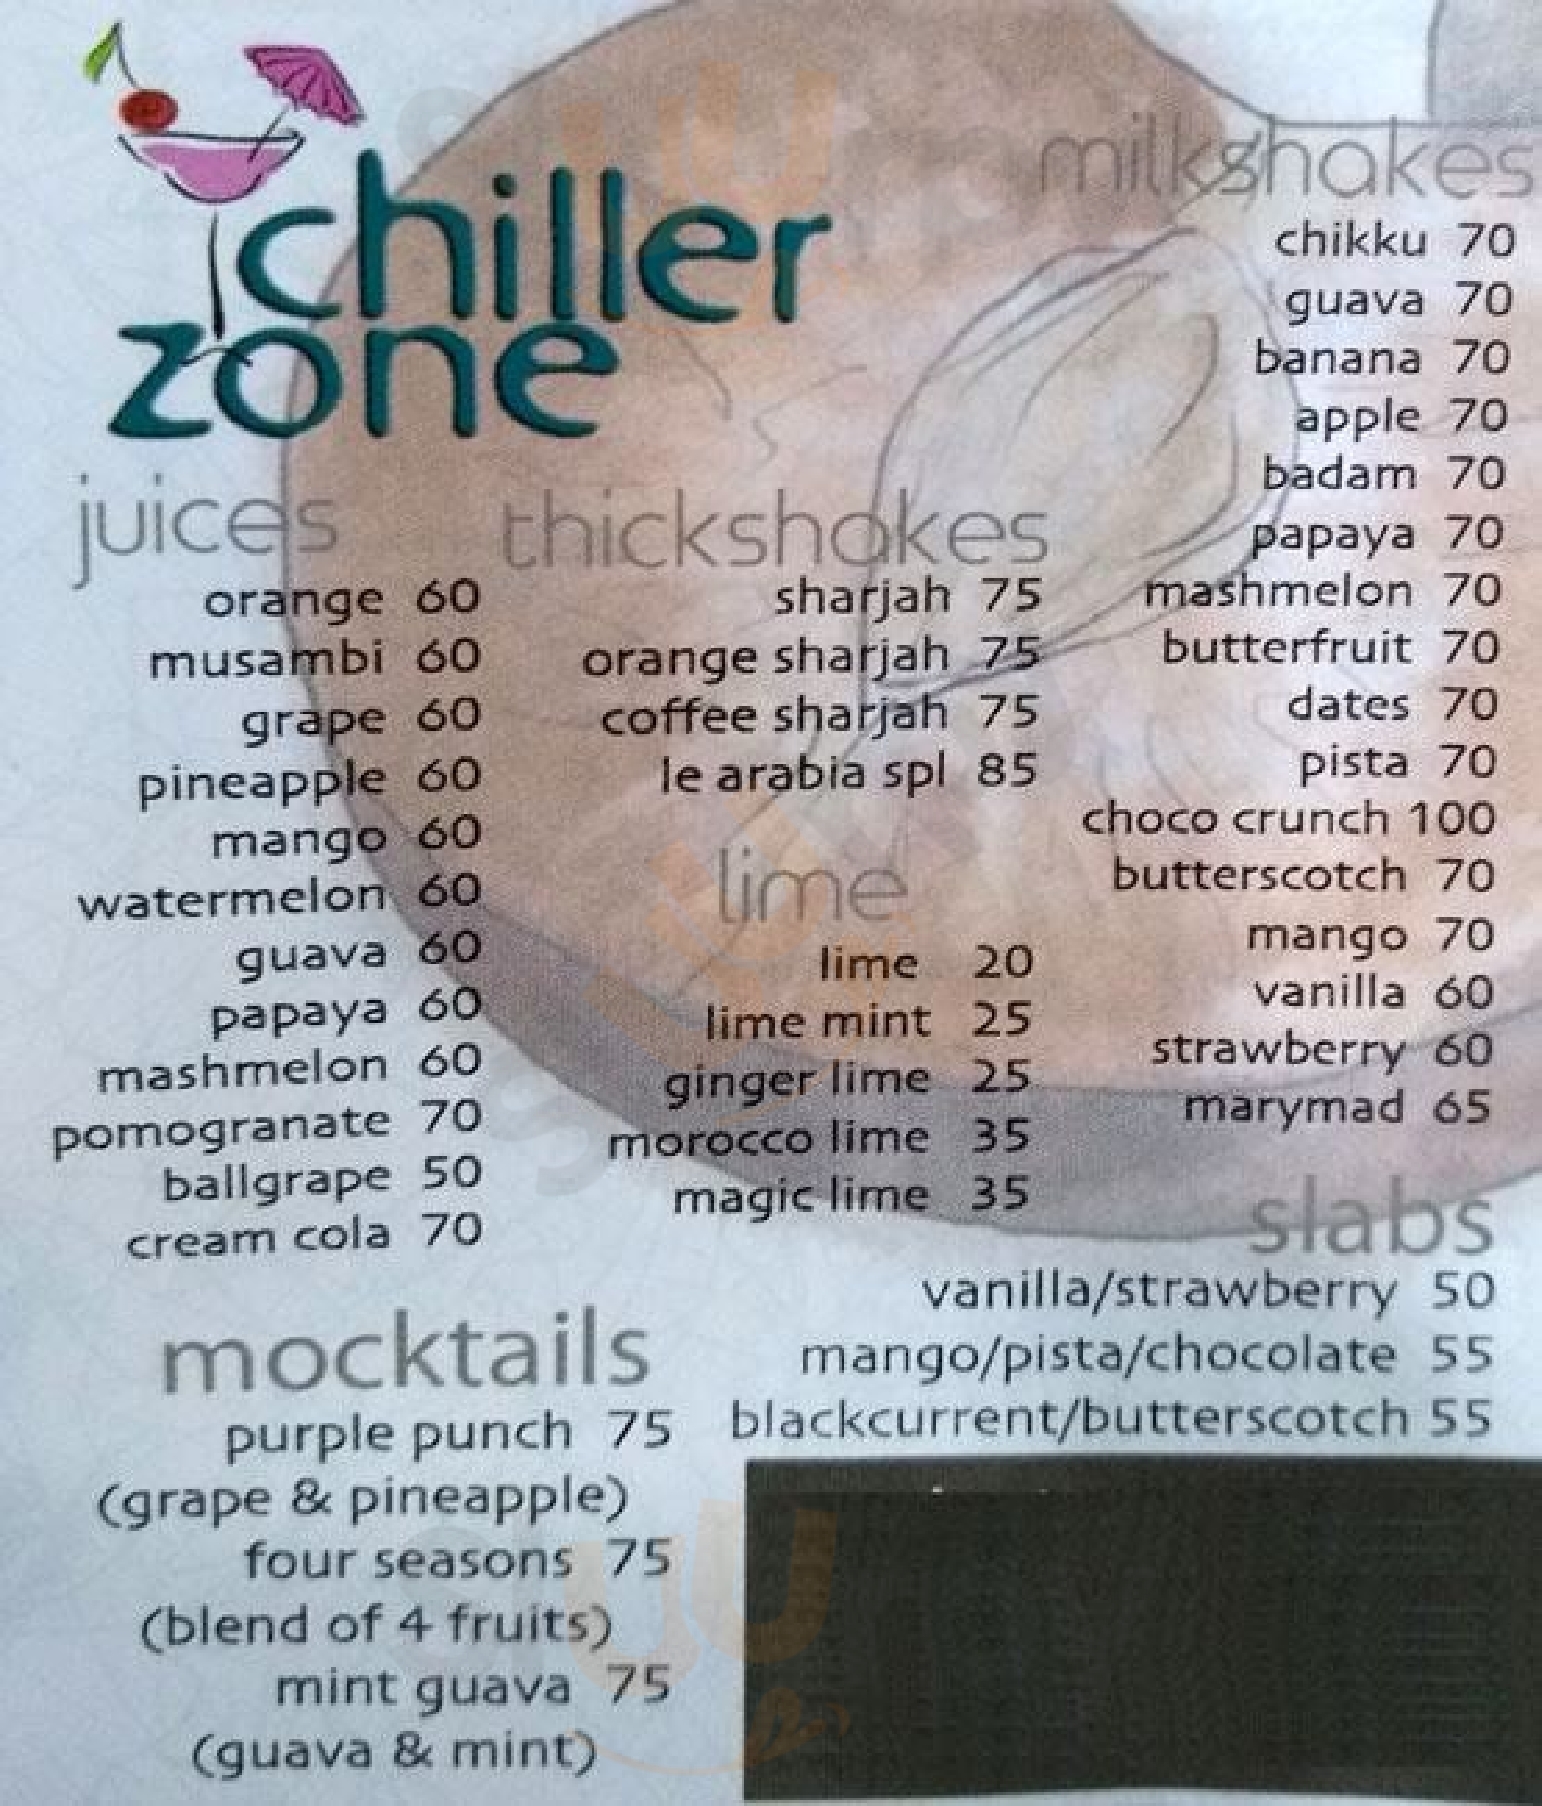 chiller
zone
juices
orange 60
musambi 60
grape 60
pineapple 60
mango 60
watermelon 60
guava 60
papaya 60
mashmelon 60
pomogranate 70
ballgrape 50
cream cola 70
mocktails
purple punch 75
(grape & pineapple)
four seasons 75
(blend of 4 fruits)
mint guava 75
(guava & mint)
thickshakes
sharjah 75
orange sharjah 75
coffee sharjah 75
le arabia spl 85
lime
lime 20
lime mint 25
ginger lime 25
morocco lime 35
magic lime 35
milkshakes
chikku 70
guava 70
banana 70
apple 70
badam 70
papaya 70
mashmelon 70
butterfruit 70
dates 70
pista 70
choco crunch 100
butterscotch 70
mango 70
vanilla 60
strawberry 60
marymad 65
slabs
vanilla/strawberry 50
mango/pista/chocolate 55
blackcurrent/butterscotch 55